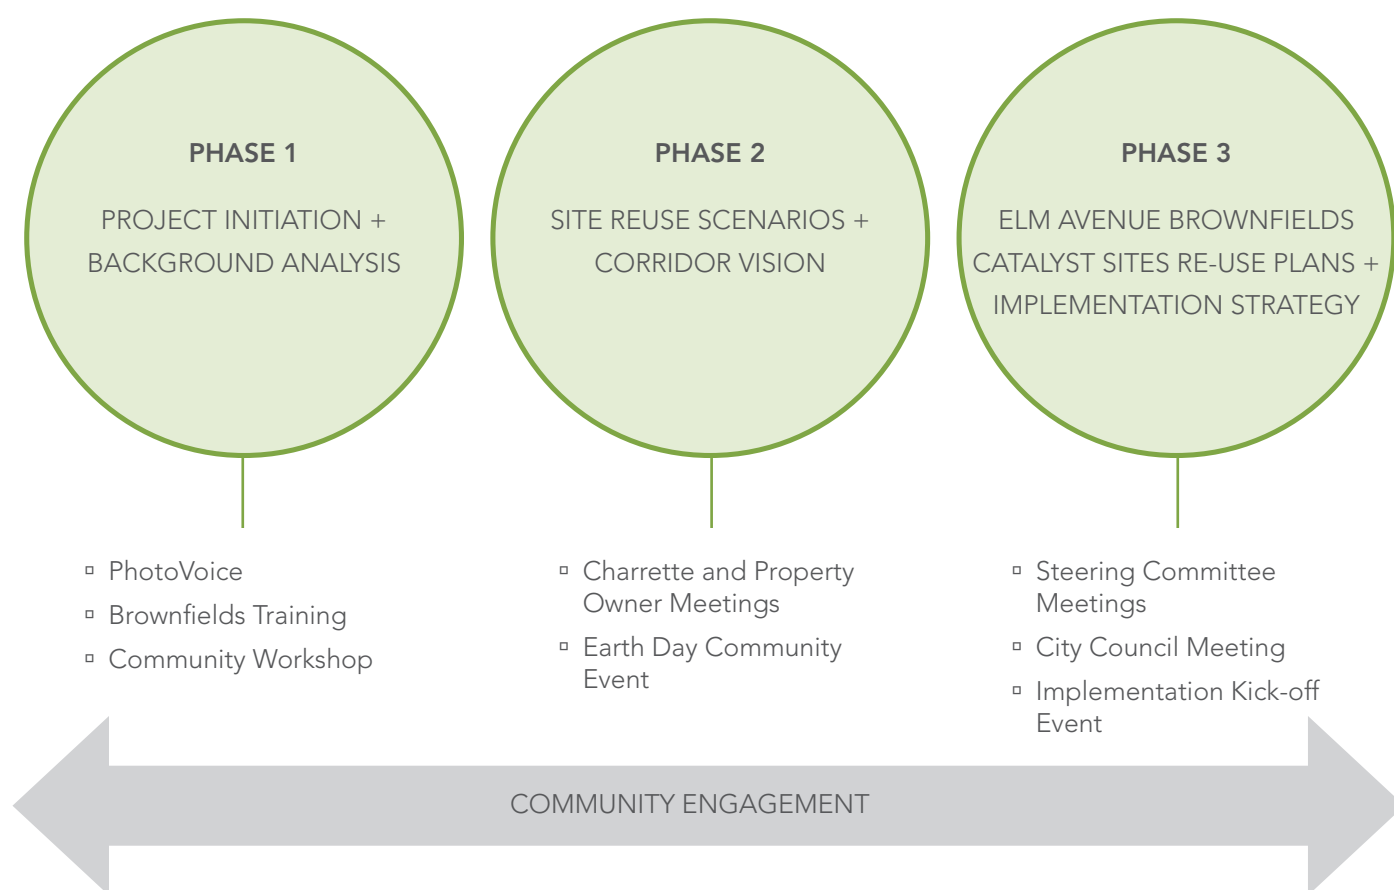 PHASE 1
PROJECT INITIATION +
BACKGROUND ANALYSIS
PHASE 2
SITE REUSE SCENARIOS +
CORRIDOR VISION
PHASE 3
ELM AVENUE BROWNFIELDS
CATALYST SITES RE-USE PLANS +
IMPLEMENTATION STRATEGY
PhotoVoice
Brownfields Training
Community Workshop
Charrette and Property
Owner Meetings
Earth Day Community
Event
Steering Committee
Meetings
City Council Meeting
Implementation Kick-off
Event
COMMUNITY ENGAGEMENT